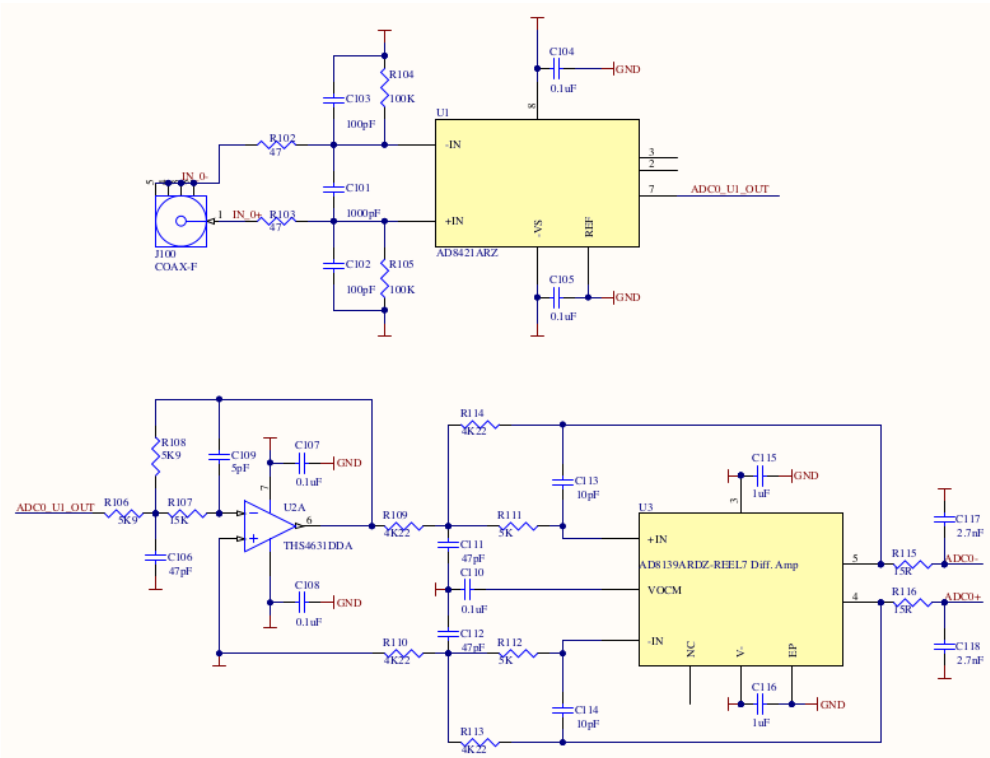 C104
GND
0.1uF
R104
C103
100K
100pF
8
U1
R102
47
-IN
3
2
C101
7
ADC0_U1_OUT
5
IN_0-
1000pF
1
IN_0+
R103
47
+IN
-VS
REF
J100
COAX-F
AD8421ARZ
C102
R105
100pF
100K
C105
GND
0.1uF
R114
4K22
R108
5K9
C109
5pF
C107
GND
0.1uF
C115
GND
1uF
C113
10pF
7
3
ADC0_U1_OUT
R106
5K9
R107
15K
U2A
6
THS4631DDA
R109
4K22
R111
5K
U3
C117
2.7nF
C106
47pF
C111
47pF
+IN
AD8139ARDZ-REEL7 Diff. Amp
5
R115
15R
ADC0-
C110
0.1uF
VOCM
C108
GND
0.1uF
4
R116
15R
ADC0+
C112
47pF
R110
4K22
R112
5K
-IN
NC
V-
EP
C118
2.7nF
C114
10pF
C116
GND
1uF
R113
4K22